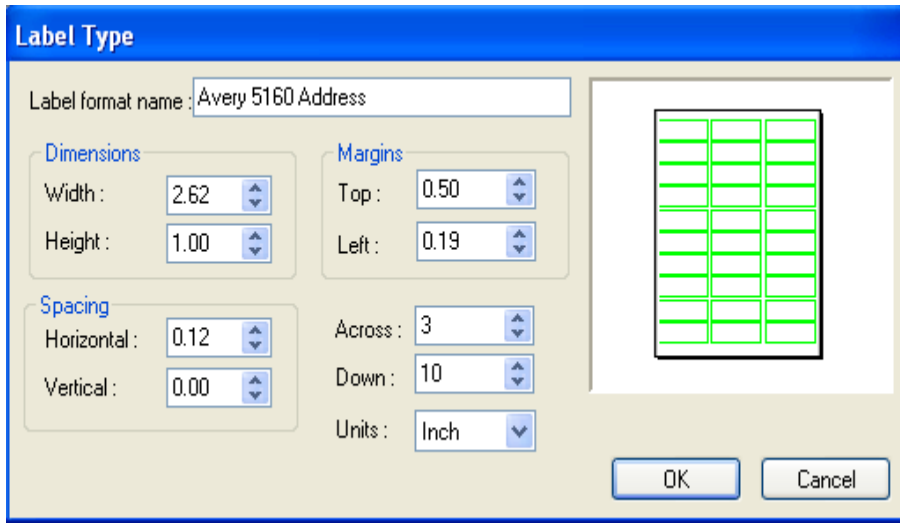 Label Type
Label format name : Avery 5160 Address
Dimensions
Width : 2.62
Height : 1.00
Margins
Top : 0.50
Left : 0.19
Spacing
Horizontal : 0.12
Vertical : 0.00
Across : 3
Down : 10
Units : Inch
OK Cancel